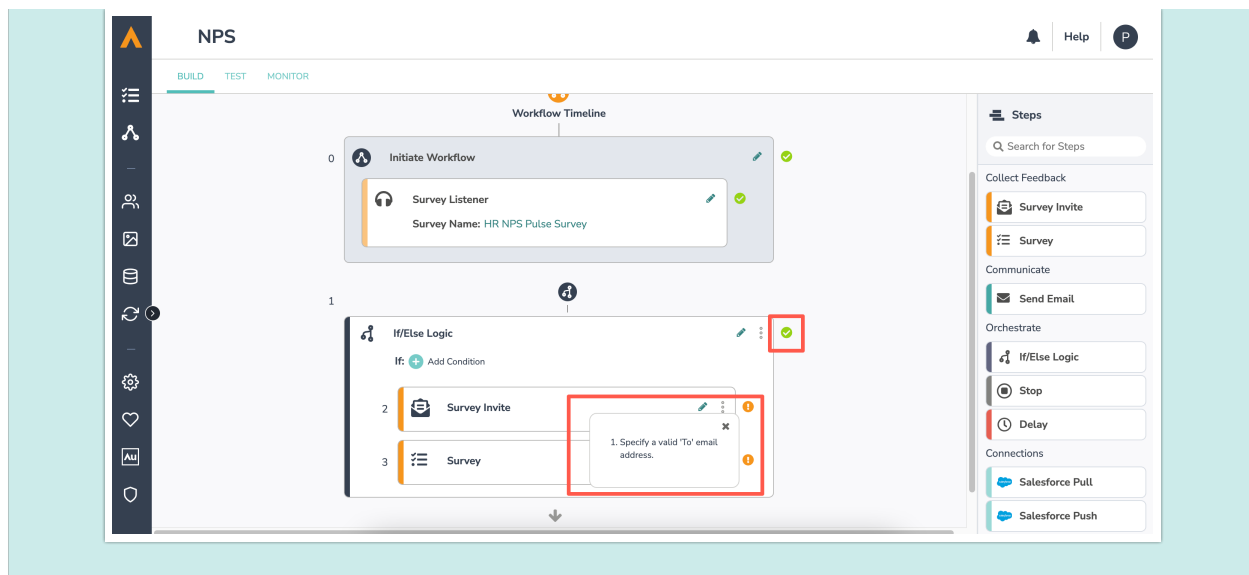 NPS
Help
P
BUILD TEST MONITOR
Workflow Timeline
0
Initiate Workflow
Survey Listener
Survey Name: HR NPS Pulse Survey
1
If/Else Logic
If: Add Condition
2 Survey Invite
1. Specify a valid 'To' email
address.
3 Survey
Au
Steps
Search for Steps
Collect Feedback
Survey Invite
Survey
Communicate
Send Email
Orchestrate
If/Else Logic
Stop
Delay
Connections
Salesforce Pull
Salesforce Push